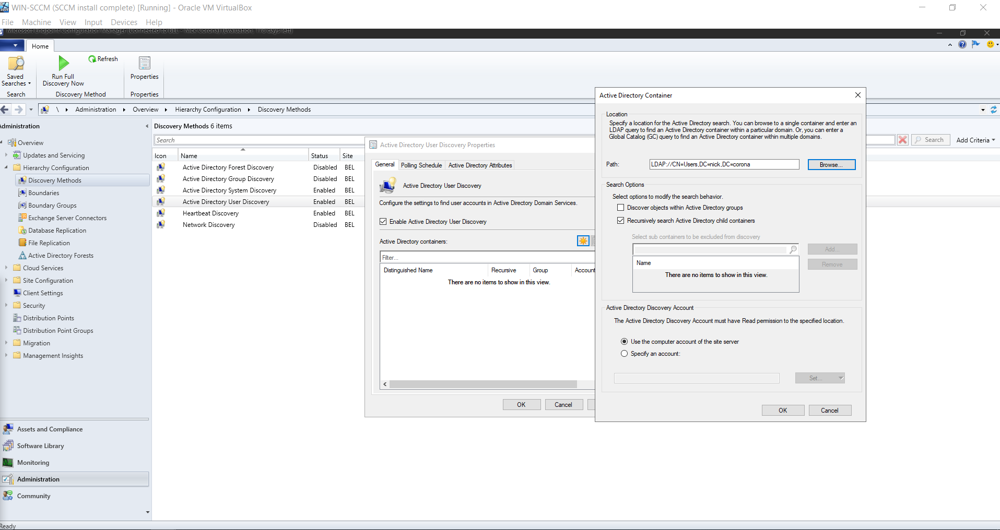 WIN-SCCM (SCCM install complete) [Running] - Oracle VM VirtualBox
File Machine View Input Devices Help
Microsoft Endpoint Configuration Manager (Connected to BEL - Nick Corona) (Evaluation, 178 days left)
Home
Saved Searches
Run Full Discovery Now
Refresh
Properties
Search
Discovery Method
Properties
\ Administration Overview Hierarchy Configuration Discovery Methods
Administration
Overview
Updates and Servicing
Hierarchy Configuration
Discovery Methods
Boundaries
Boundary Groups
Exchange Server Connectors
Database Replication
File Replication
Active Directory Forests
Cloud Services
Site Configuration
Client Settings
Security
Distribution Points
Distribution Point Groups
Migration
Management Insights
Assets and Compliance
Software Library
Monitoring
Administration
Community
Ready
Discovery Methods 6 items
Search
Search
Add Criteria
Icon Name Status Site
Active Directory Forest Discovery Disabled BEL
Active Directory Group Discovery Disabled BEL
Active Directory System Discovery Enabled BEL
Active Directory User Discovery Enabled BEL
Heartbeat Discovery Enabled BEL
Network Discovery Disabled BEL
Active Directory User Discovery Properties
General Polling Schedule Active Directory Attributes
Active Directory User Discovery
Configure the settings to find user accounts in Active Directory Domain Services.
Enable Active Directory User Discovery
Active Directory containers:
Filter...
Distinguished Name Recursive Group Account
There are no items to show in this view.
OK Cancel
Active Directory Container
Location
Specify a location for the Active Directory search. You can browse to a single container and enter an
LDAP query to find an Active Directory container within a particular domain. Or, you can enter a
Global Catalog (GC) query to find an Active Directory container within multiple domains.
Path: LDAP://CN=Users,DC=nick,DC=corona Browse...
Search Options
Select options to modify the search behavior.
Discover objects within Active Directory groups
Recursively search Active Directory child containers
Select sub containers to be excluded from discovery
Add...
Name
Remove
There are no items to show in this view.
Active Directory Discovery Account
The Active Directory Discovery Account must have Read permission to the specified location.
Use the computer account of the site server
Specify an account:
Set...
OK Cancel